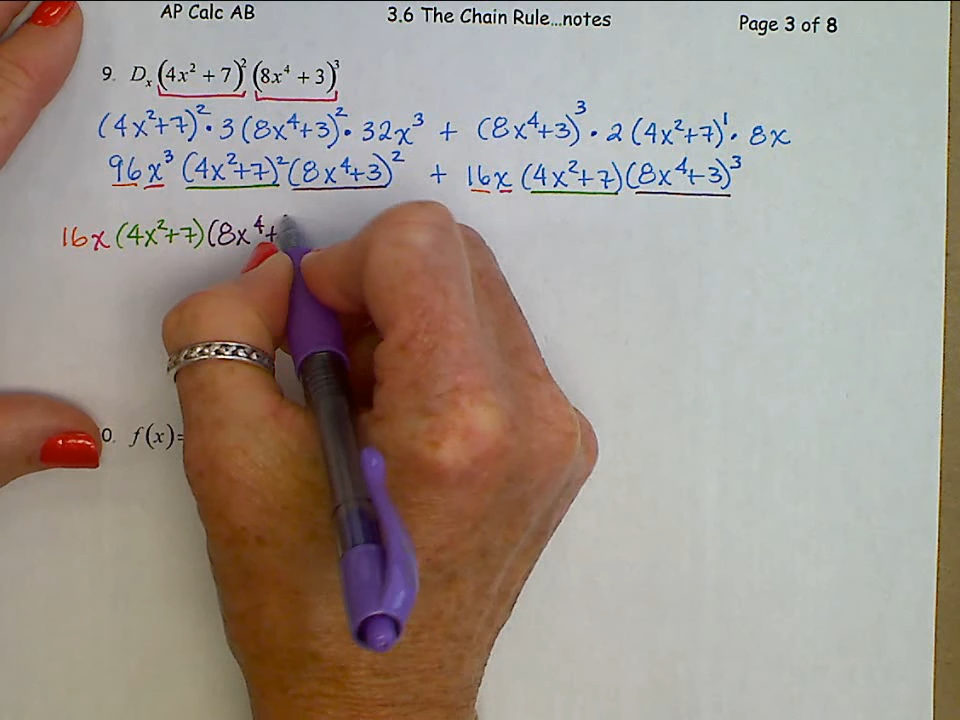 AP Calc AB 3.6 The Chain Rule...notes Page 3 of 8
9. Dₓ (4x² + 7)² (8x⁴ + 3)³
(4x²+7)² · 3 (8x⁴+3)² · 32x³ + (8x⁴+3)³ · 2 (4x²+7)¹ · 8x
96x³ (4x²+7)² (8x⁴+3)² + 16x (4x²+7)(8x⁴+3)³
16x (4x²+7)(8x⁴+
0. f(x)=